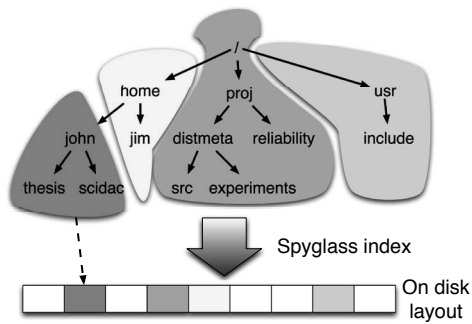 /
home
proj
usr
john
jim
distmeta
reliability
include
thesis
scidac
src
experiments
Spyglass index
On disk
layout